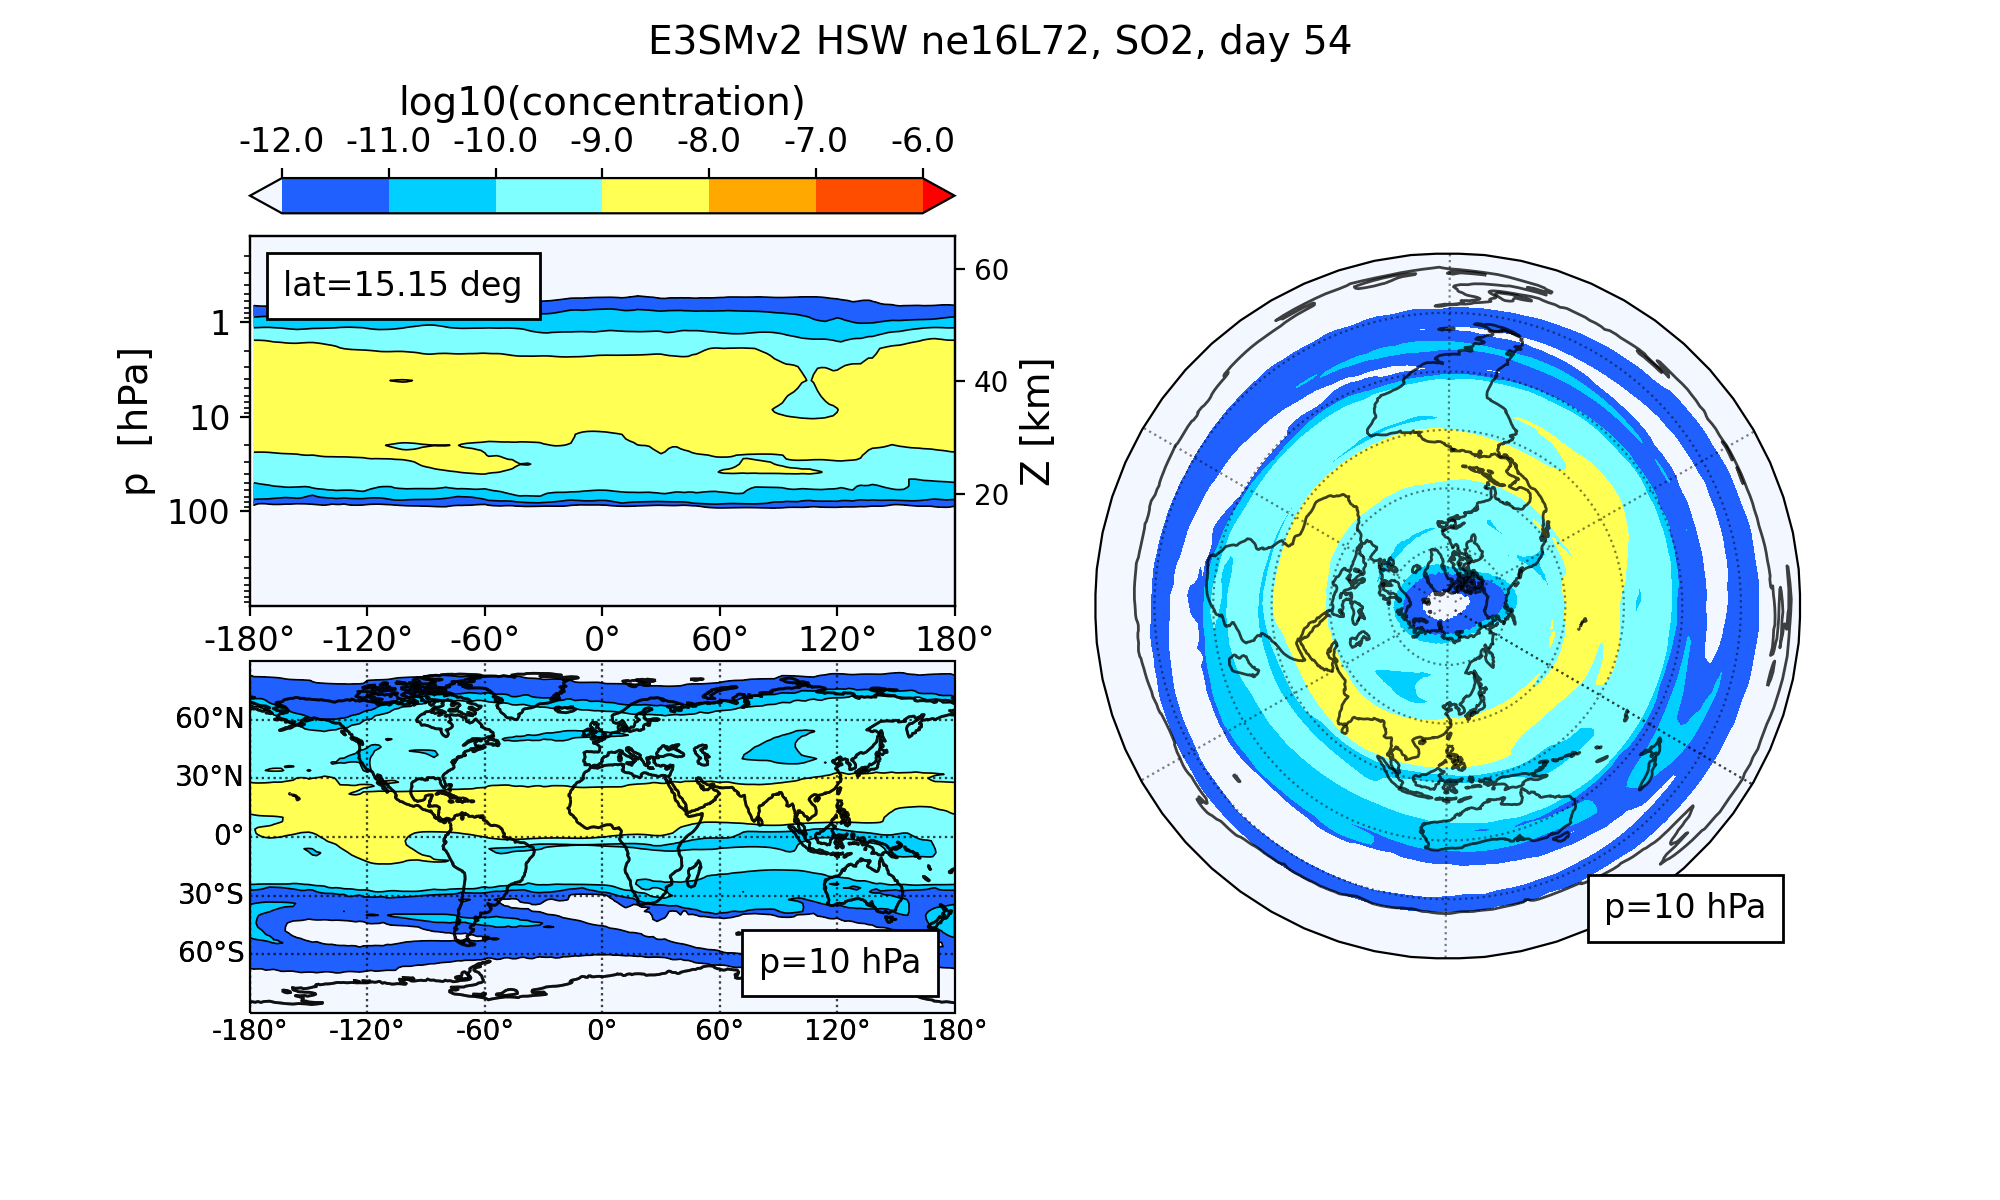 E3SMv2 HSW ne16L72, SO2, day 54
log10(concentration)
-12.0 -11.0 -10.0 -9.0 -8.0 -7.0 -6.0
lat=15.15 deg
p [hPa]
1
10
100
60
40
20
Z [km]
-180° -120° -60° 0° 60° 120° 180°
60°N
30°N
0°
30°S
60°S
p=10 hPa
-180° -120° -60° 0° 60° 120° 180°
p=10 hPa